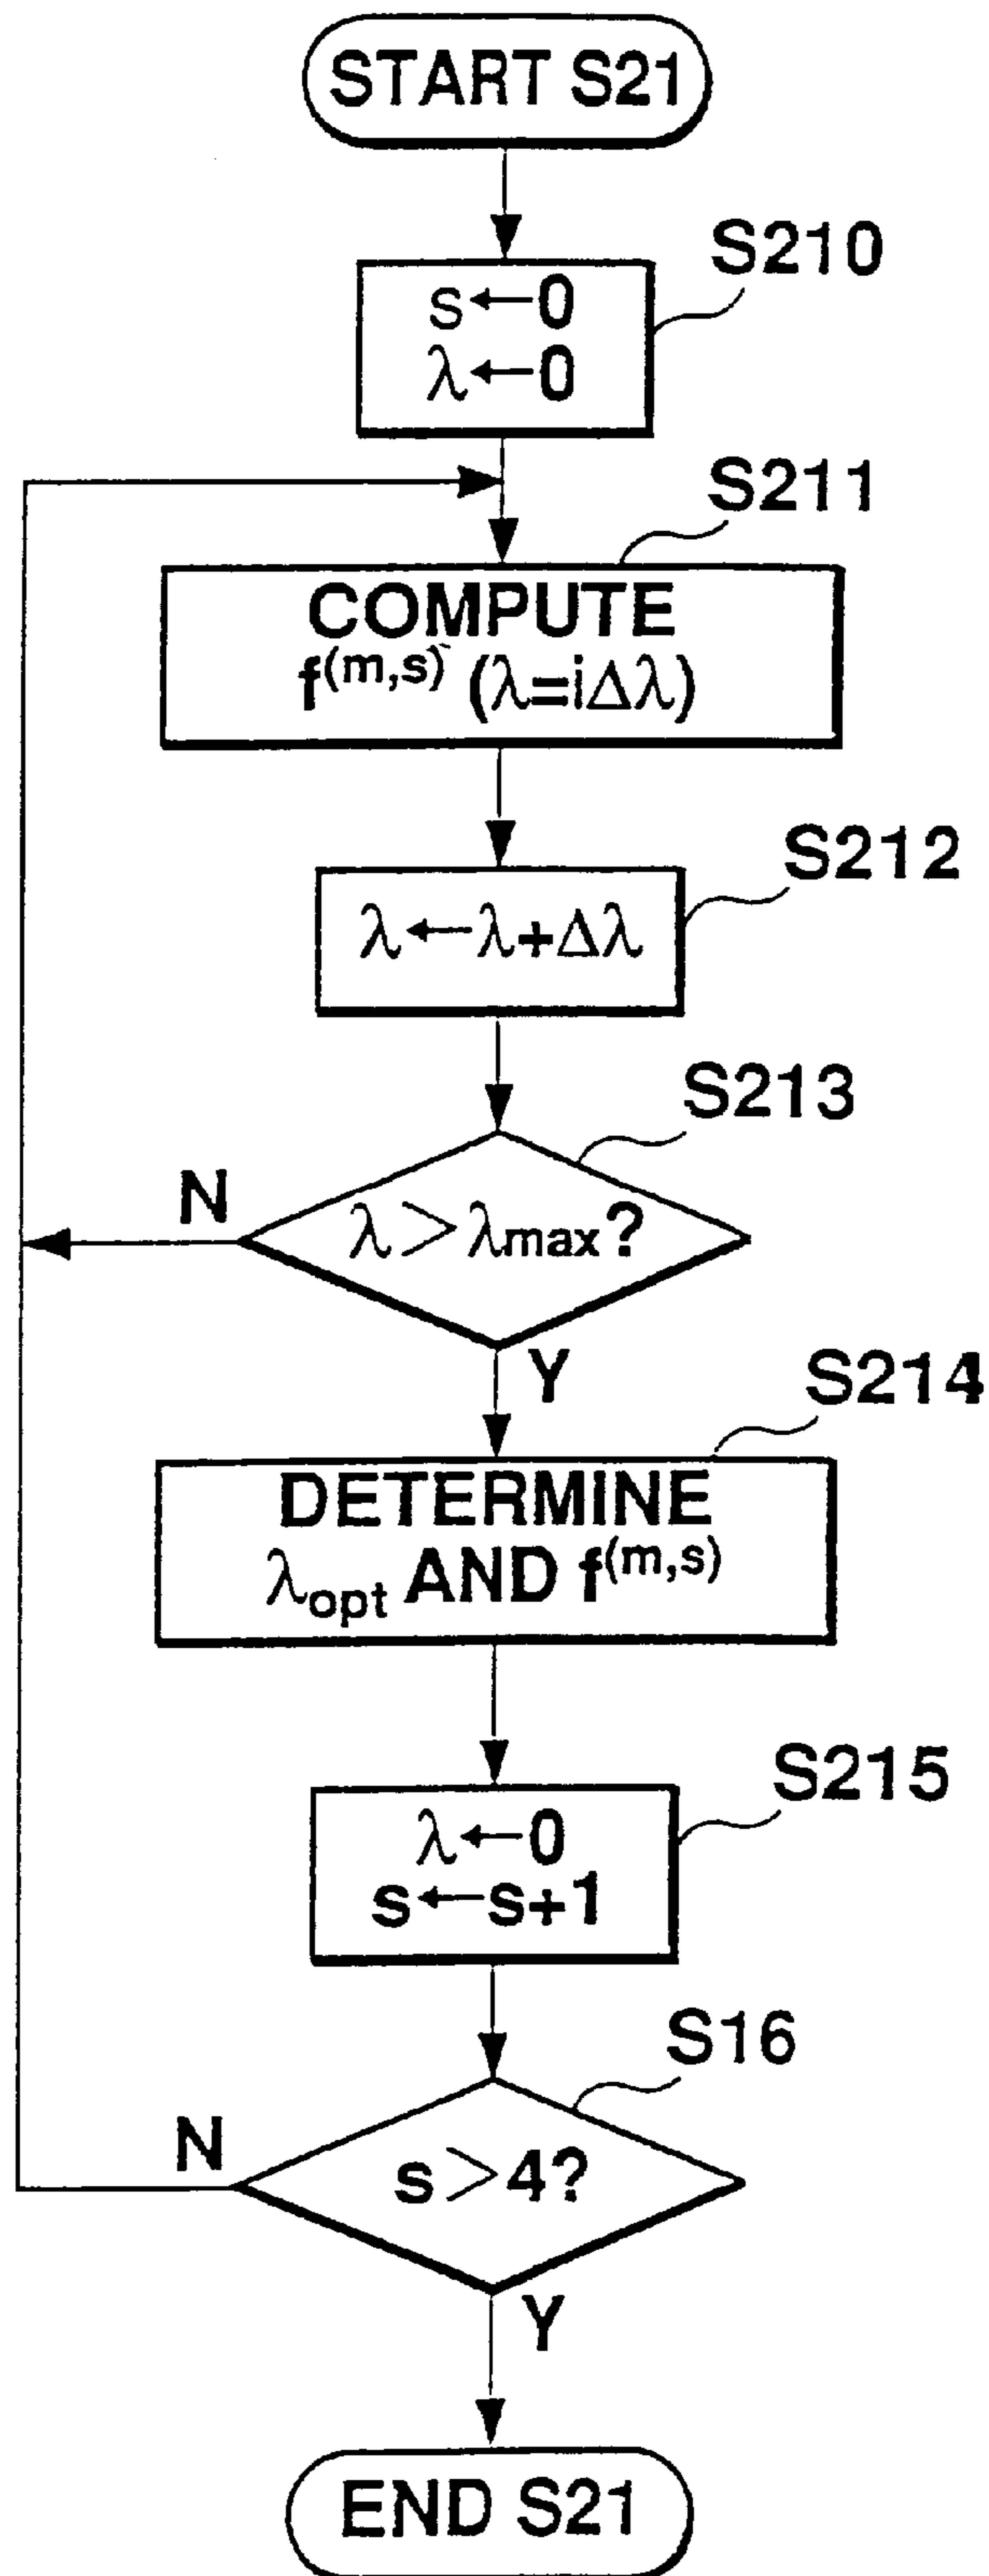 START S21
S210
s←0
λ←0
S211
COMPUTE
f(m,s) (λ=iΔλ)
S212
λ←λ+Δλ
S213
N
λ>λmax?
Y
S214
DETERMINE
λopt AND f(m,s)
S215
λ←0
s←s+1
S16
N
s>4?
Y
END S21